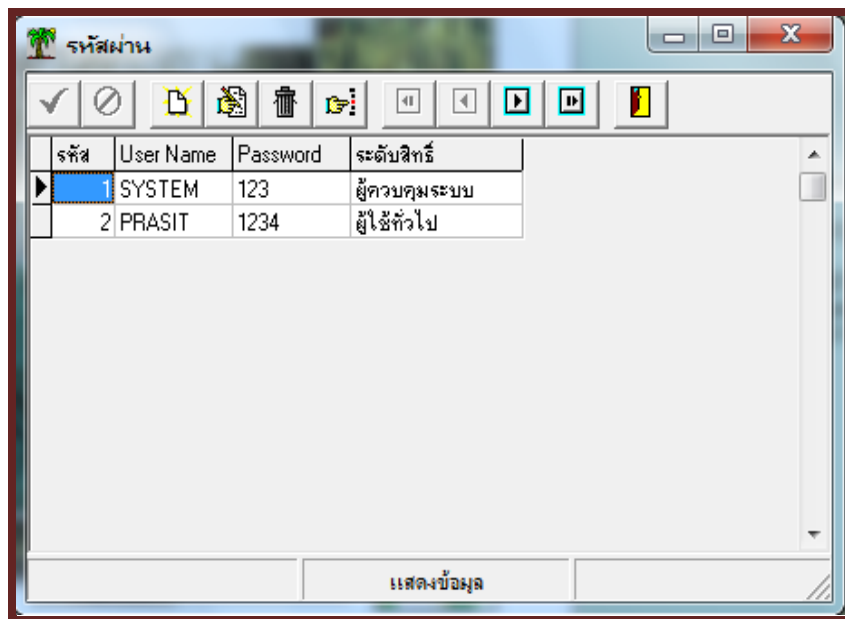 รหัสผ่าน
รหัส User Name Password ระดับสิทธิ์
1 SYSTEM 123 ผู้ควบคุมระบบ
2 PRASIT 1234 ผู้ใช้ทั่วไป
แสดงข้อมูล